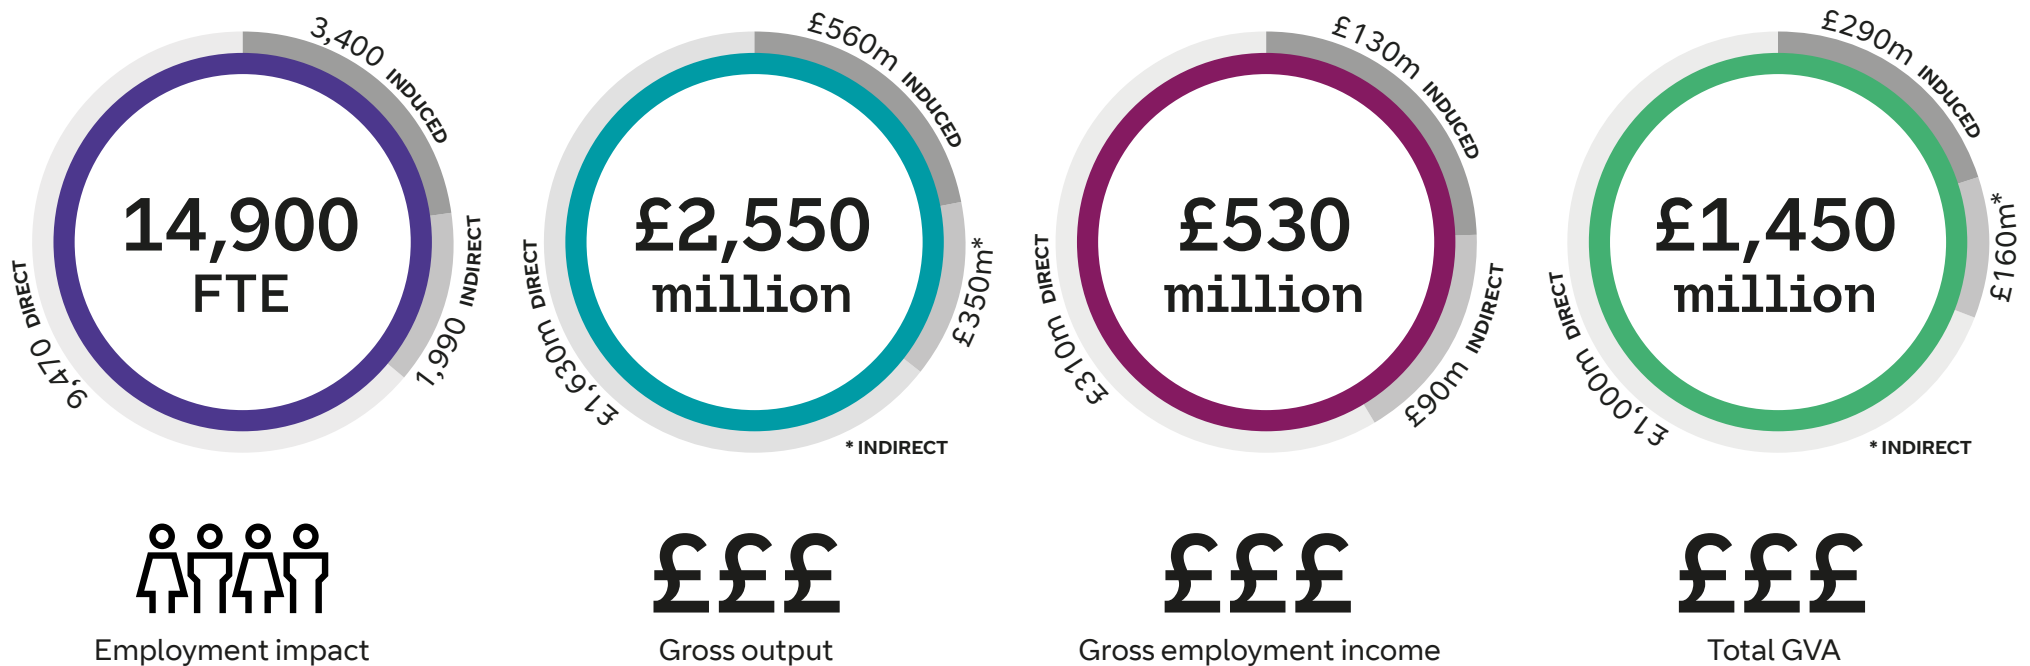 3,400 INDUCED
1,990 INDIRECT
9,470 DIRECT
14,900
FTE
Employment impact
£560m INDUCED
£350m*
£1,630m DIRECT
£2,550
million
* INDIRECT
£££
Gross output
£130m INDUCED
£90m INDIRECT
£310m DIRECT
£530
million
£££
Gross employment income
£290m INDUCED
£160m*
£1,000m DIRECT
£1,450
million
* INDIRECT
£££
Total GVA